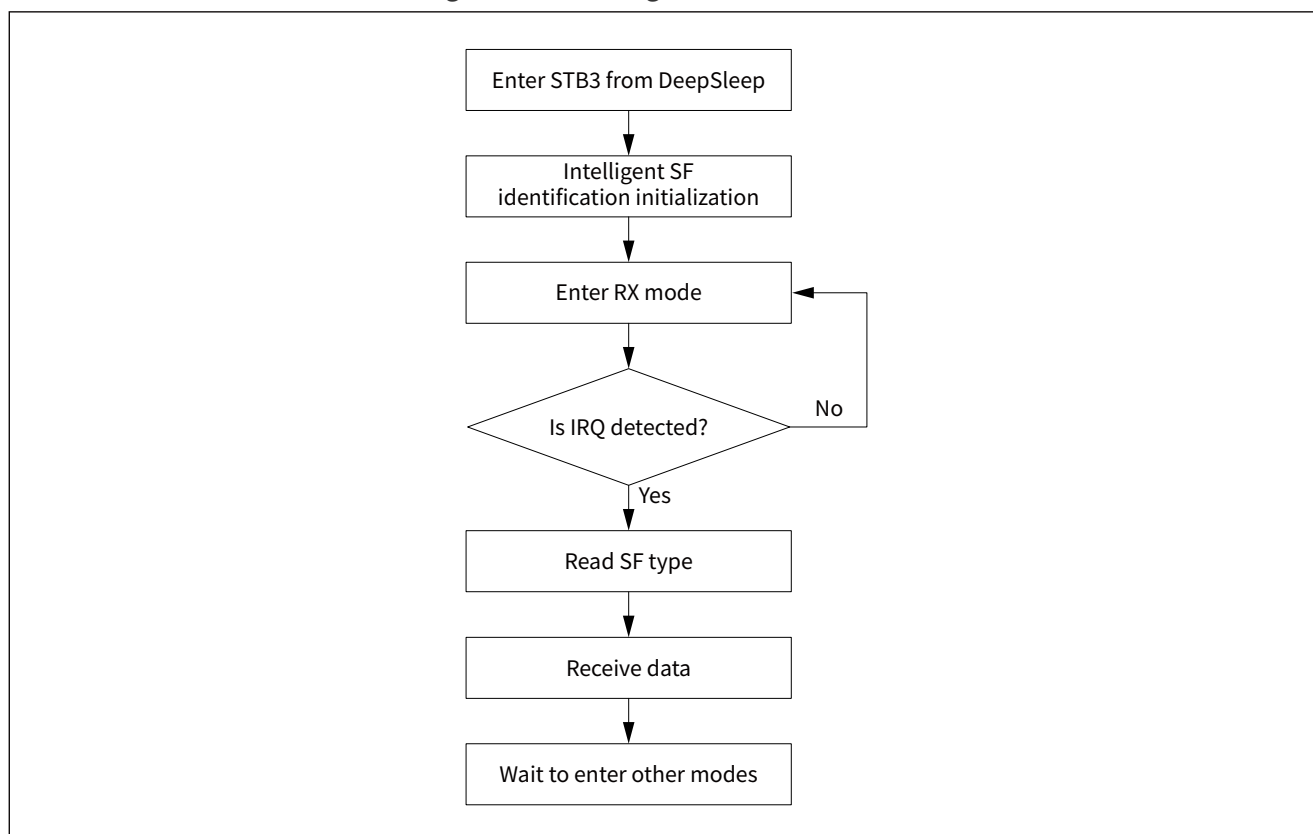 Enter STB3 from DeepSleep
Intelligent SF
identification initialization
Enter RX mode
No
Is IRQ detected?
Yes
Read SF type
Receive data
Wait to enter other modes